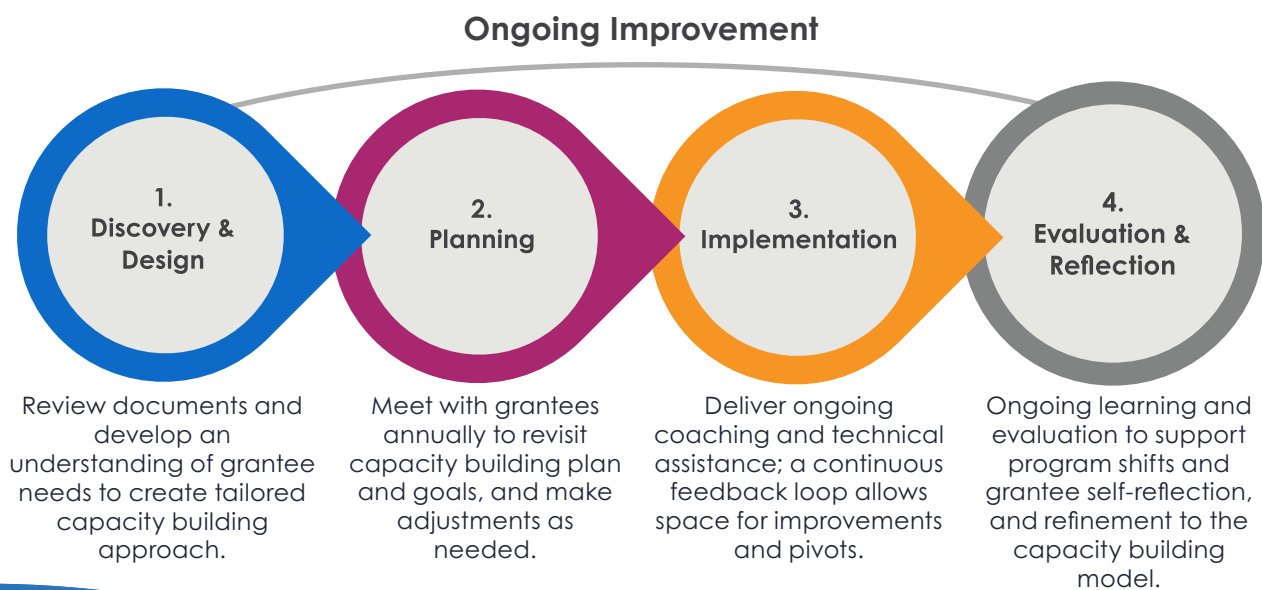 Ongoing Improvement
1.
Discovery &
Design
2.
Planning
3.
Implementation
4.
Evaluation &
Reflection
Review documents and
develop an
understanding of grantee
needs to create tailored
capacity building
approach.
Meet with grantees
annually to revisit
capacity building plan
and goals, and make
adjustments as
needed.
Deliver ongoing
coaching and technical
assistance; a continuous
feedback loop allows
space for improvements
and pivots.
Ongoing learning and
evaluation to support
program shifts and
grantee self-reflection,
and refinement to the
capacity building
model.